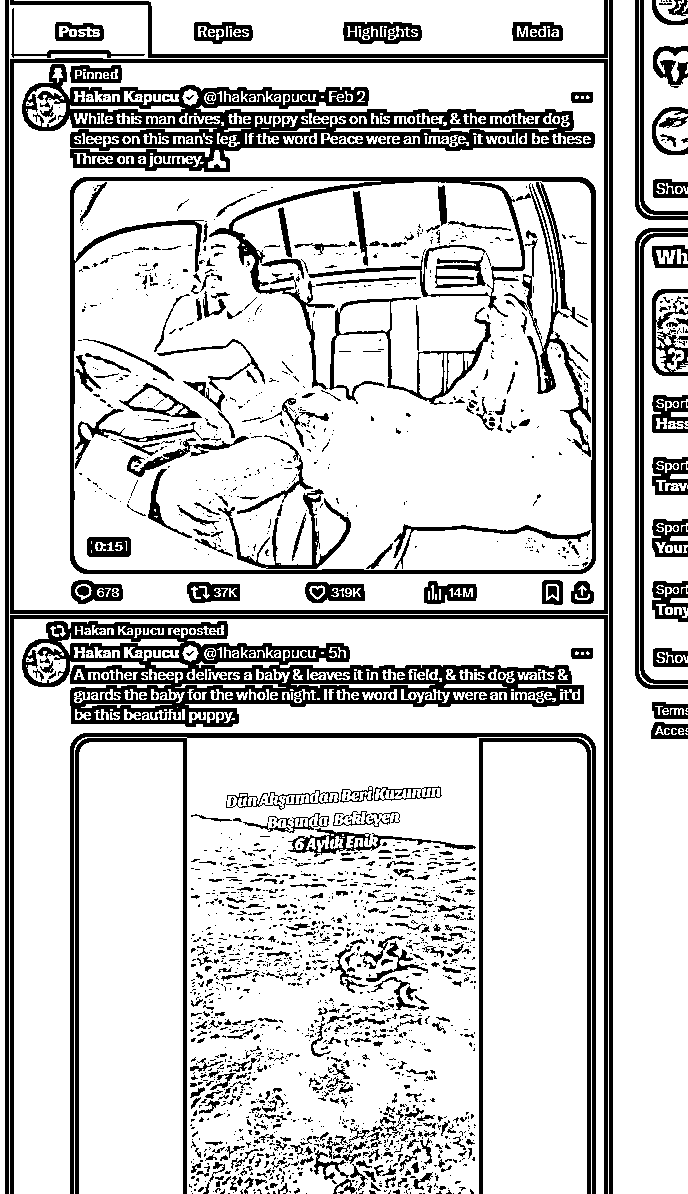 Posts
Replies
Highlights
Media
Pinned
Hakan Kapucu @1hakankapucu · Feb 2
While this man drives, the puppy sleeps on his mother, & the mother dog
sleeps on this man's leg. If the word Peace were an image, it would be these
Three on a journey.
0:15
678
37K
319K
14M
Hakan Kapucu reposted
Hakan Kapucu @1hakankapucu · 5h
A mother sheep delivers a baby & leaves it in the field, & this dog waits &
guards the baby for the whole night. If the word Loyalty were an image, it'd
be this beautiful puppy.
Dün Akşamdan Beri Kuzunun
Başında Bekleyen
6 Aylık Enik
Show
Wh
Sport
Hass
Sport
Trav
Sport
Your
Sport
Tony
Show
Terms
Acces